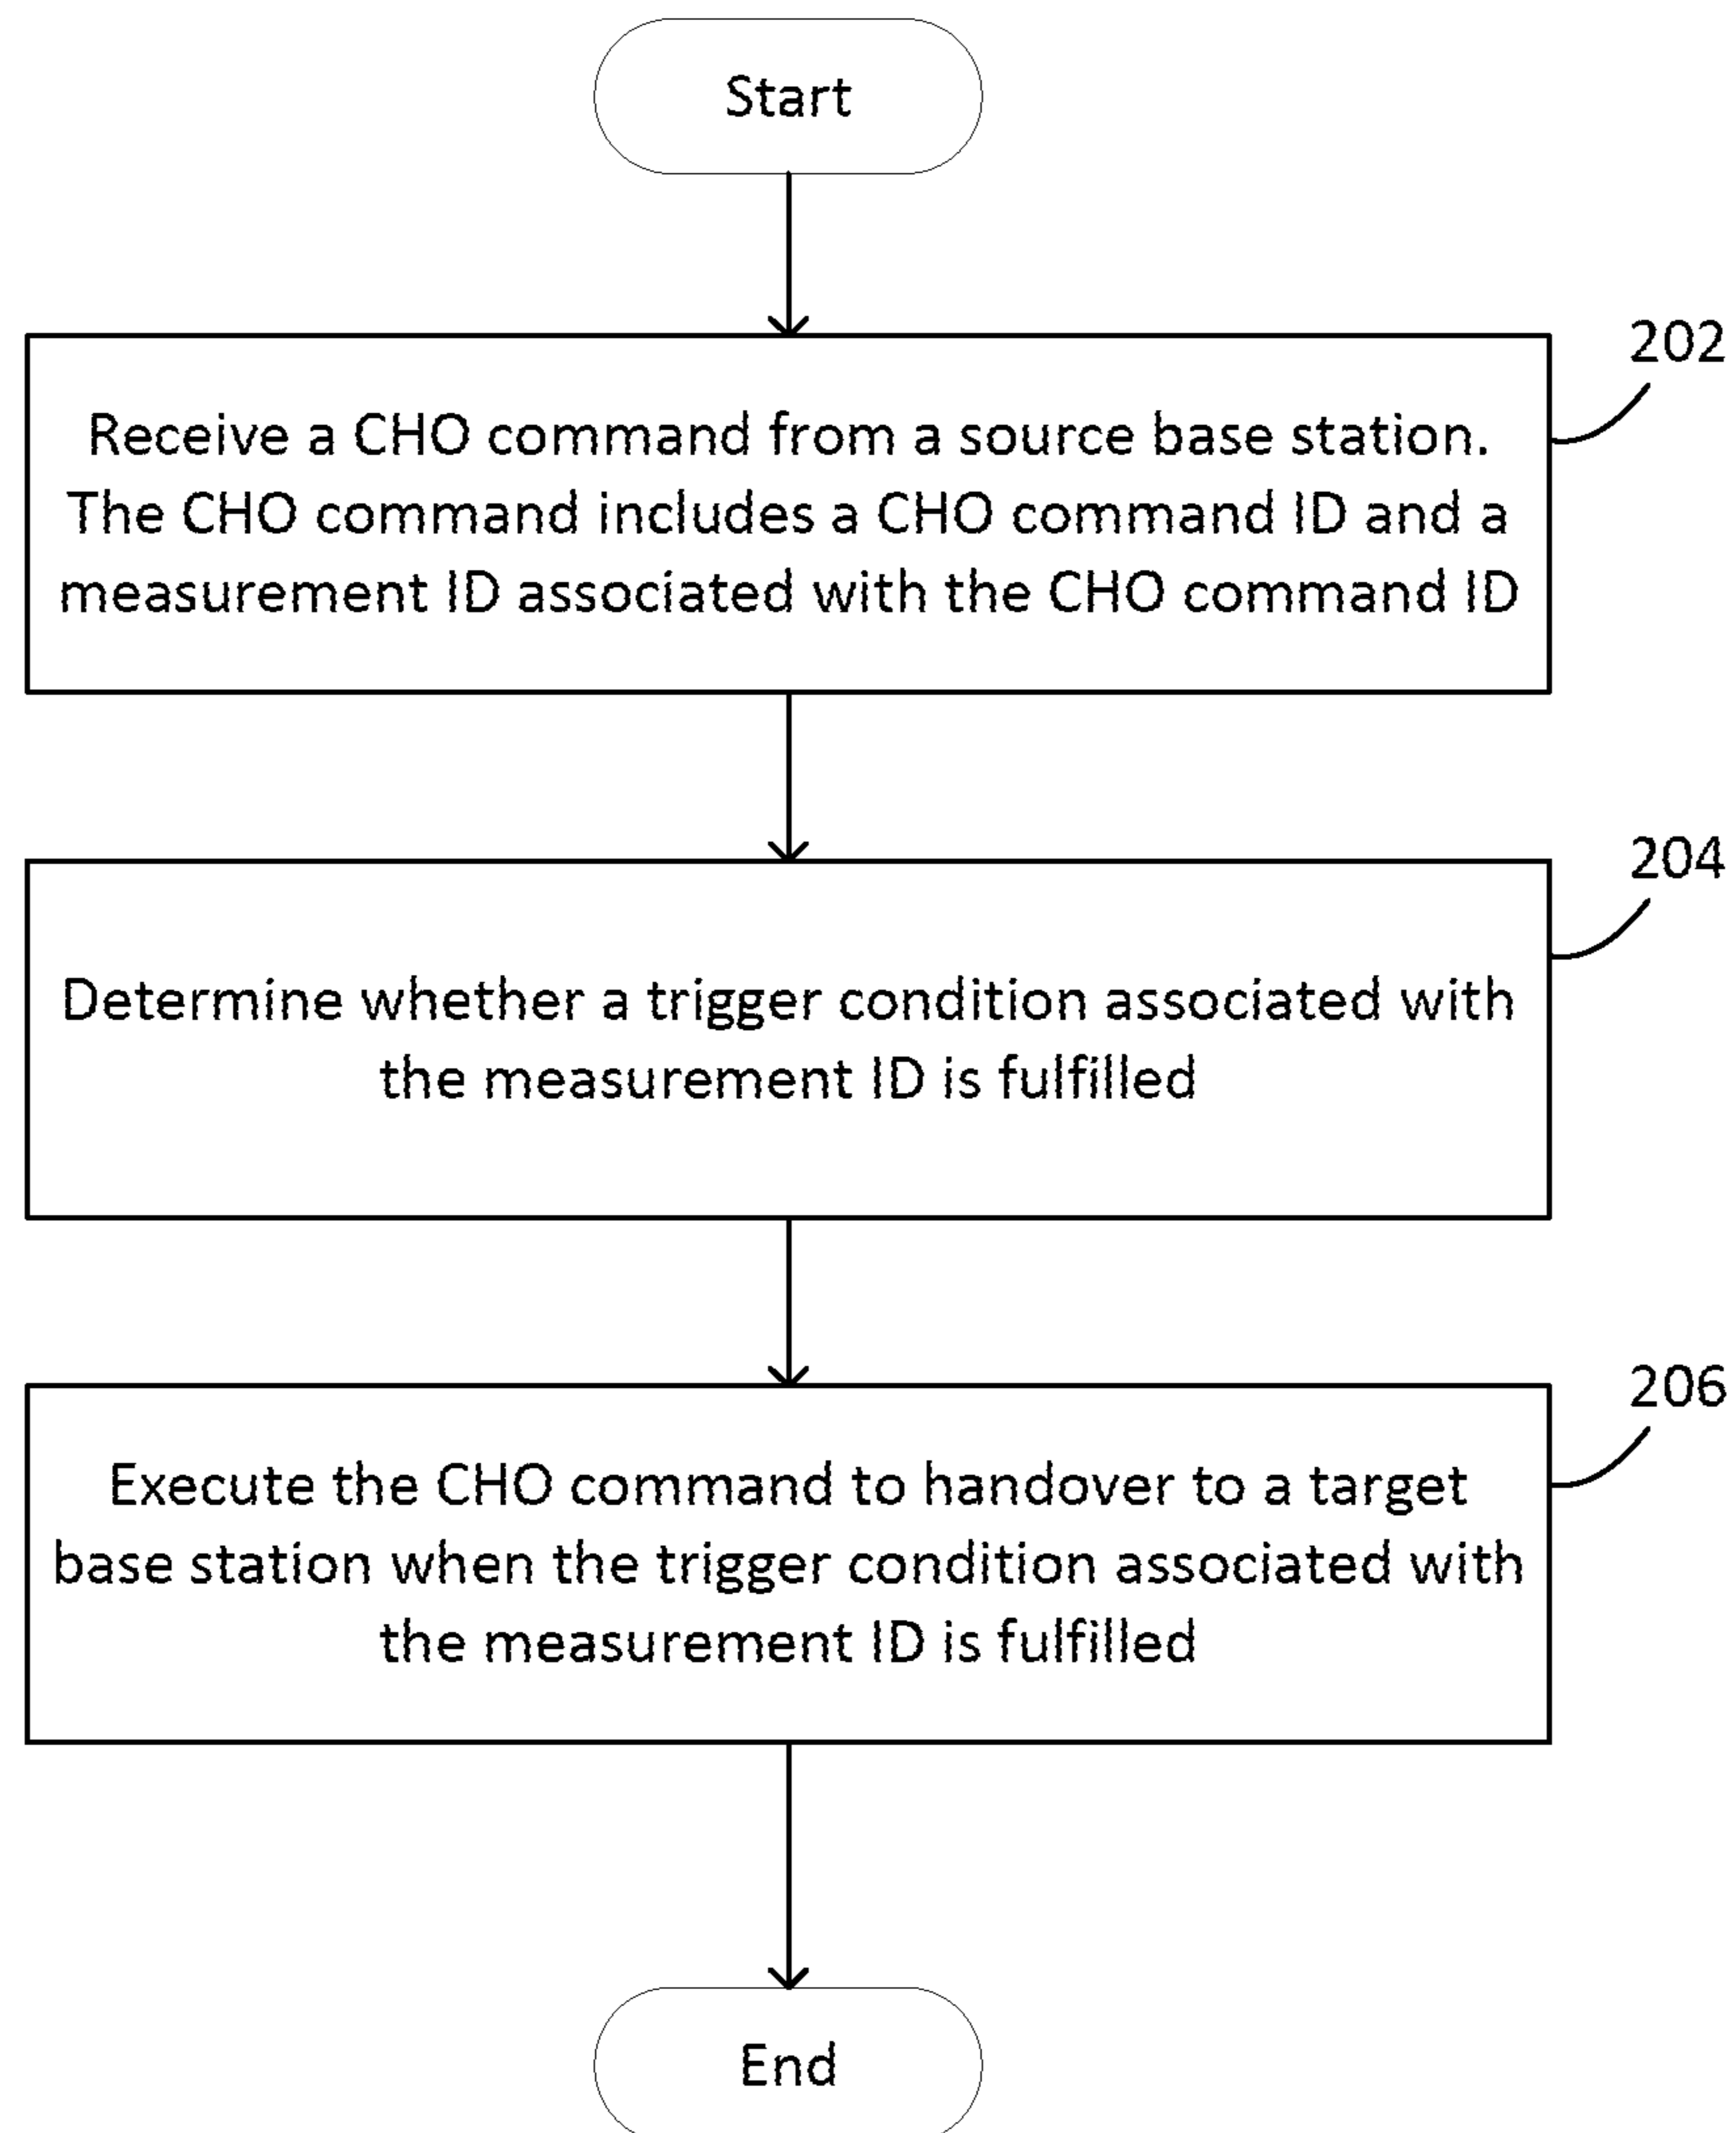 Start
202
Receive a CHO command from a source base station.
The CHO command includes a CHO command ID and a
measurement ID associated with the CHO command ID
204
Determine whether a trigger condition associated with
the measurement ID is fulfilled
206
Execute the CHO command to handover to a target
base station when the trigger condition associated with
the measurement ID is fulfilled
End